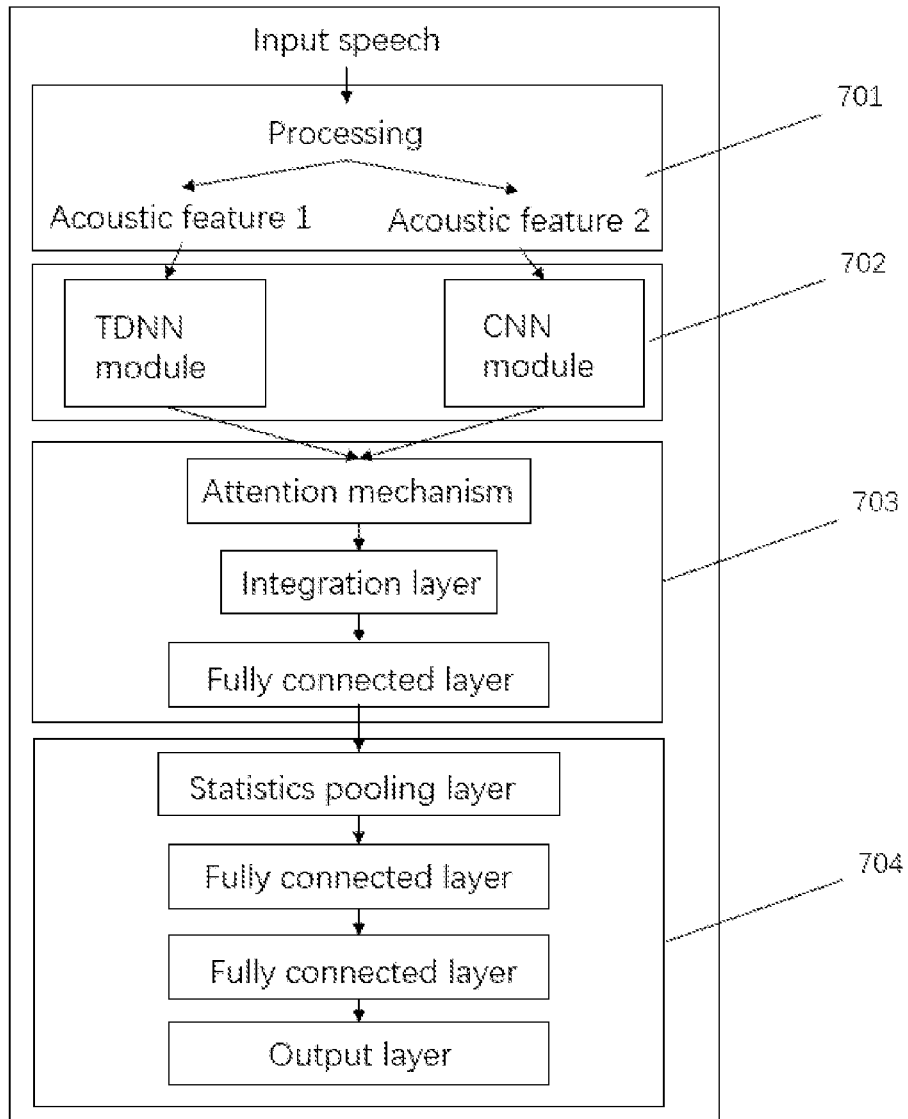 Input speech
701
Processing
Acoustic feature 1
Acoustic feature 2
702
TDNN
module
CNN
module
Attention mechanism
703
Integration layer
Fully connected layer
Statistics pooling layer
704
Fully connected layer
Fully connected layer
Output layer